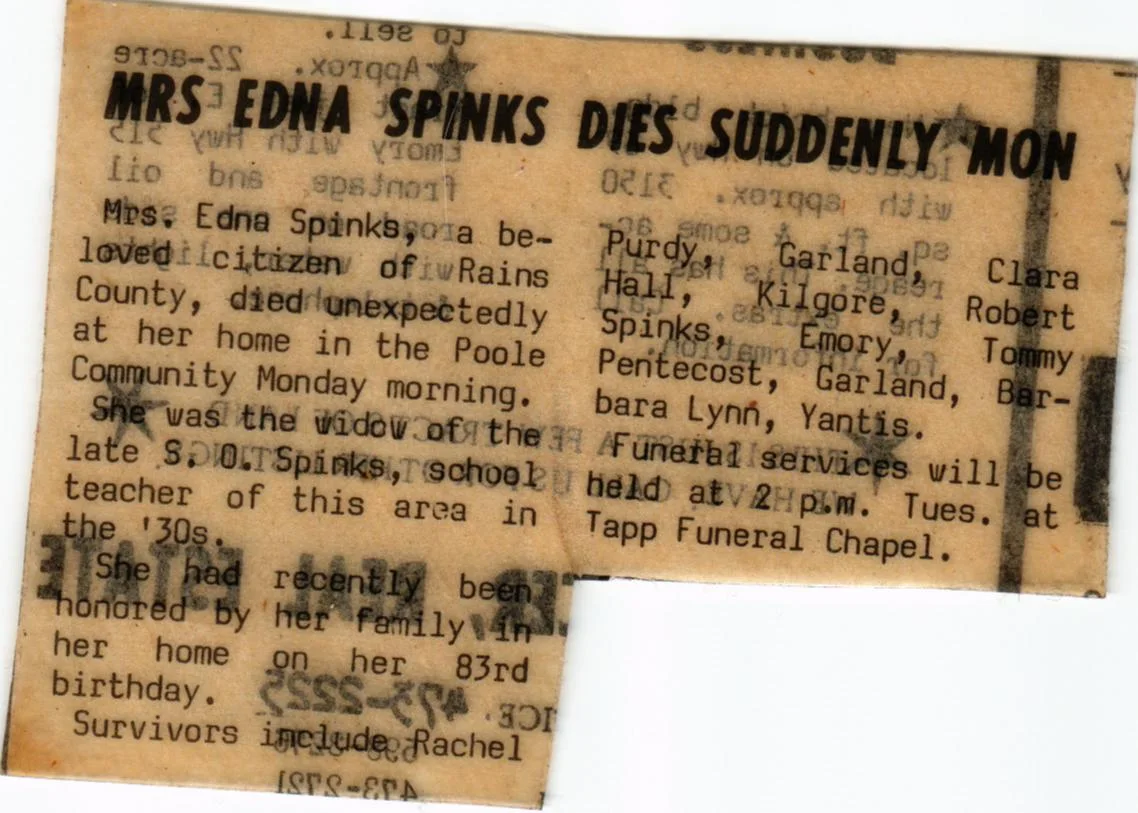 MRS EDNA SPINKS DIES SUDDENLY MON
Mrs. Edna Spinks, a be-
loved citizen of Rains
County, died unexpectedly
at her home in the Poole
Community Monday morning.
She was the widow of the
late S. O. Spinks, school
teacher of this area in
the '30s.
She had recently been
honored by her family in
her home on her 83rd
birthday.
Survivors include Rachel
Purdy, Garland, Clara
Hall, Kilgore, Robert
Spinks, Emory, Tommy
Pentecost, Garland, Bar-
bara Lynn, Yantis.
Funeral services will be
held at 2 p.m. Tues. at
Tapp Funeral Chapel.